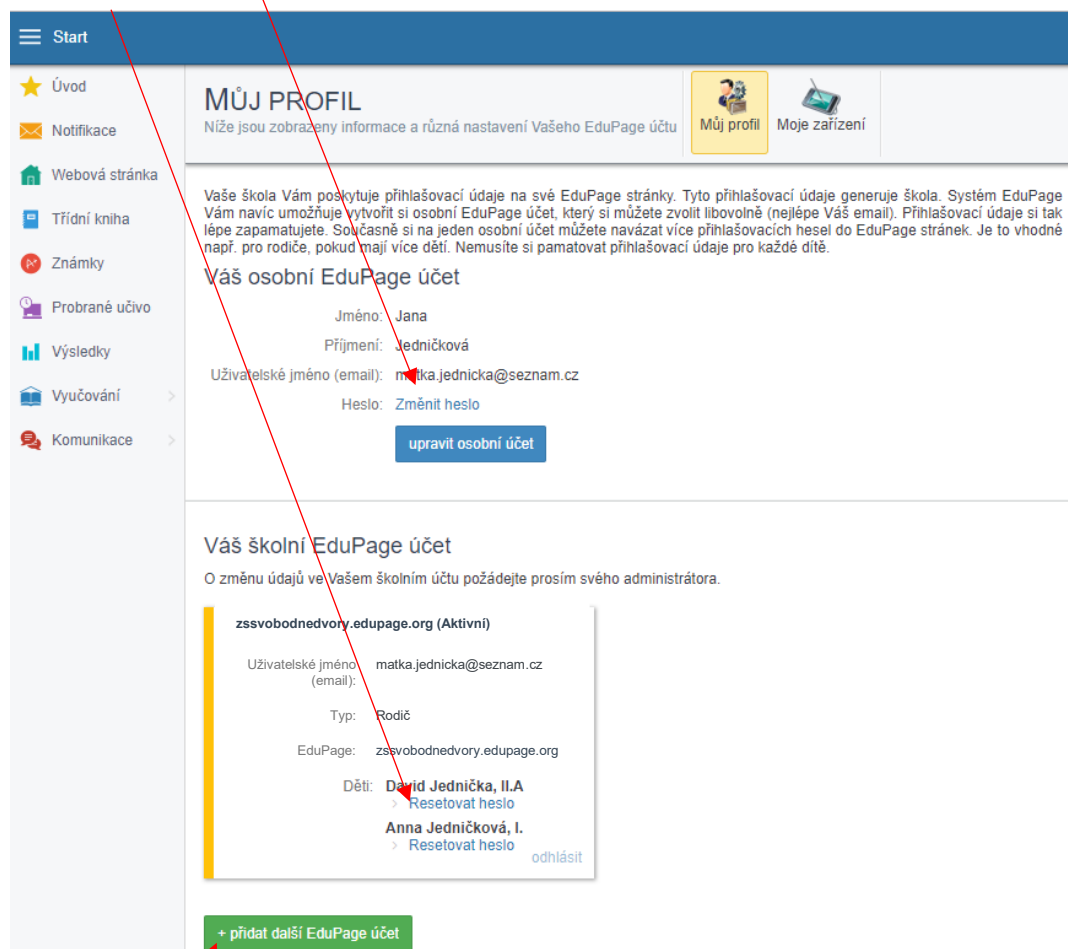 Start
Úvod
Notifikace
Webová stránka
Třídní kniha
Známky
Probrané učivo
Výsledky
Vyučování
Komunikace
MŮJ PROFIL
Níže jsou zobrazeny informace a různá nastavení Vašeho EduPage účtu
Můj profil
Moje zařízení
Vaše škola Vám poskytuje přihlašovací údaje na své EduPage stránky. Tyto přihlašovací údaje generuje škola. Systém EduPage
Vám navíc umožňuje vytvořit si osobní EduPage účet, který si můžete zvolit libovolně (nejlépe Váš email). Přihlašovací údaje si tak
lépe zapamatujete. Současně si na jeden osobní účet můžete navázat více přihlašovacích hesel do EduPage stránek. Je to vhodné
např. pro rodiče, pokud mají více dětí. Nemusíte si pamatovat přihlašovací údaje pro každé dítě.
Váš osobní EduPage účet
Jméno: Jana
Příjmení: Jedničková
Uživatelské jméno (email): matka.jednicka@seznam.cz
Heslo: Změnit heslo
upravit osobní účet
Váš školní EduPage účet
O změnu údajů ve Vašem školním účtu požádejte prosím svého administrátora.
zssvobodnedvory.edupage.org (Aktivní)
Uživatelské jméno matka.jednicka@seznam.cz
(email):
Typ: Rodič
EduPage: zssvobodnedvory.edupage.org
Děti: David Jednička, II.A
Resetovat heslo
Anna Jedničková, I.
Resetovat heslo
odhlásit
+ přidat další EduPage účet